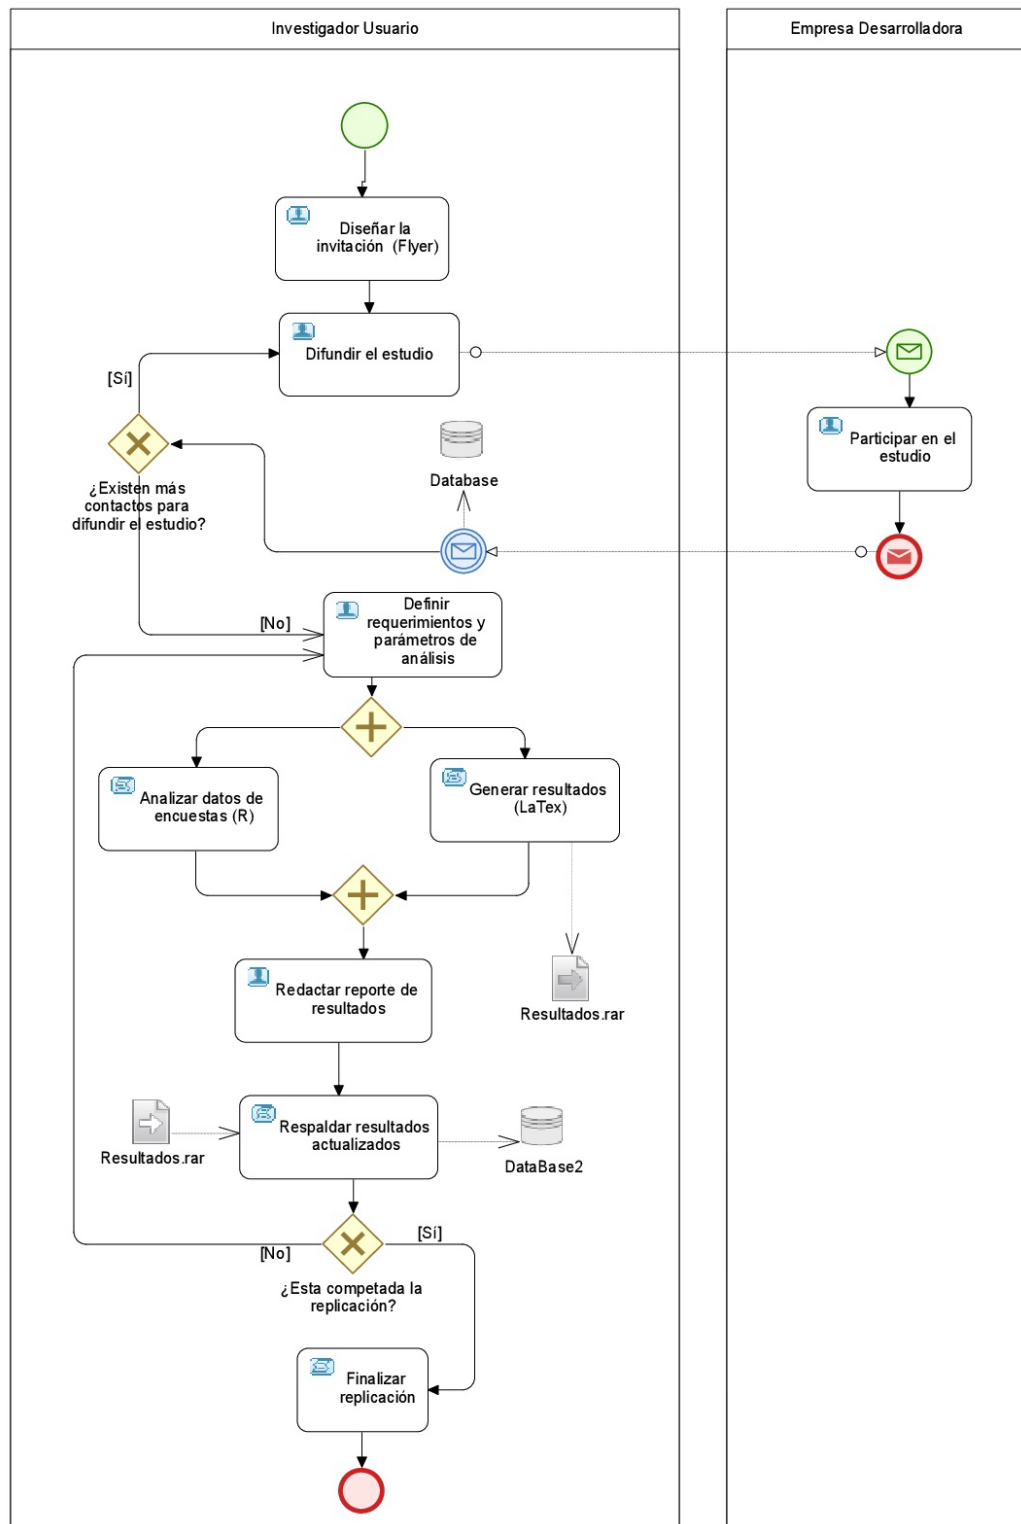 Investigador Usuario
Empresa Desarrolladora
Diseñar la
invitación (Flyer)
Difundir el estudio
[Sí]
Participar en el
estudio
Database
¿Existen más
contactos para
difundir el estudio?
[No]
Definir
requerimientos y
parámetros de
análisis
Analizar datos de
encuestas (R)
Generar resultados
(LaTex)
Redactar reporte de
resultados
Resultados.rar
Respaldar resultados
actualizados
Resultados.rar
DataBase2
[No]
[Sí]
¿Esta competada la
replicación?
Finalizar
replicación